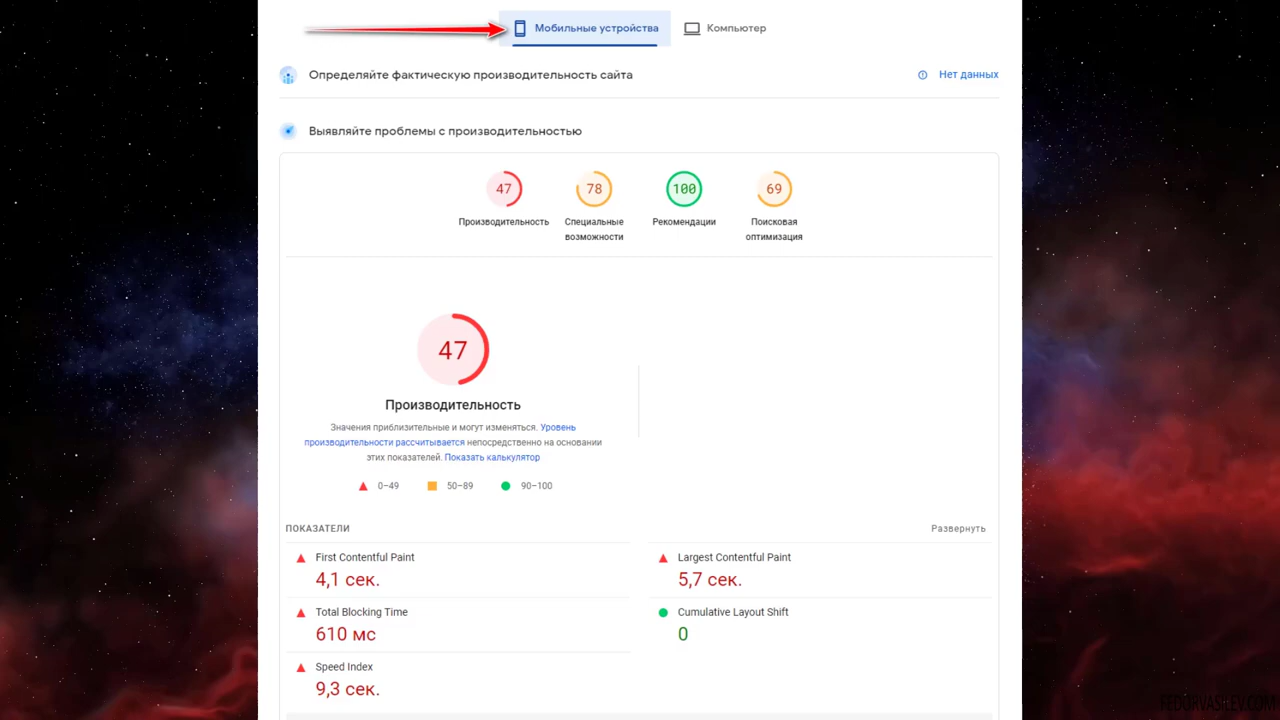 Мобильные устройства
Компьютер
Определяйте фактическую производительность сайта
Нет данных
Выявляйте проблемы с производительностью
47
78
100
69
Производительность
Специальные возможности
Рекомендации
Поисковая оптимизация
47
Производительность
Значения приблизительные и могут изменяться. Уровень
производительности рассчитывается непосредственно на основании
этих показателей. Показать калькулятор
0–49
50–89
90–100
ПОКАЗАТЕЛИ
Развернуть
First Contentful Paint
4,1 сек.
Largest Contentful Paint
5,7 сек.
Total Blocking Time
610 мс
Cumulative Layout Shift
0
Speed Index
9,3 сек.
FEDORVASILEV.COM